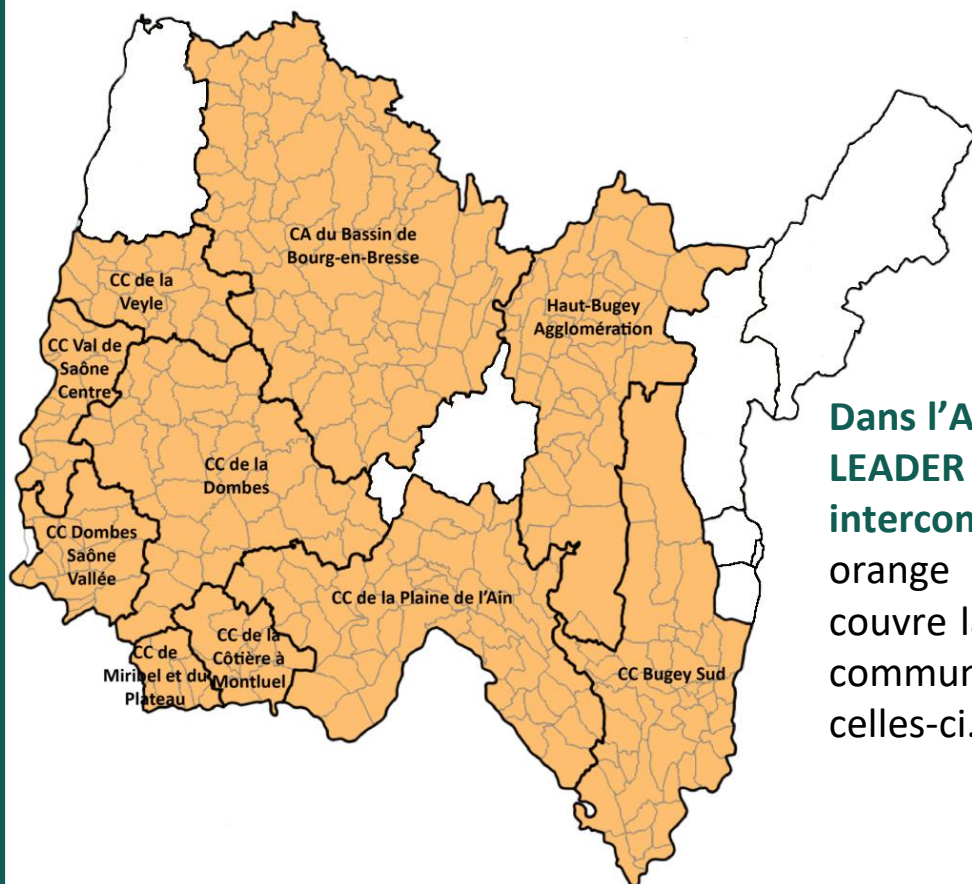 CA du Bassin de
Bourg-en-Bresse
CC de la
Veyle
Haut-Bugey
Agglomération
CC Val de
Saône
Centre
CC de la
Dombes
CC Dombes
Saône
Vallée
CC de la Plaine de l'Ain
CC de la
Côtière à
Montluel
CC de
Miribel et du
Plateau
CC Bugey Sud
Dans l’A
LEADER
intercon
orange
couvre l
commun
celles-ci.